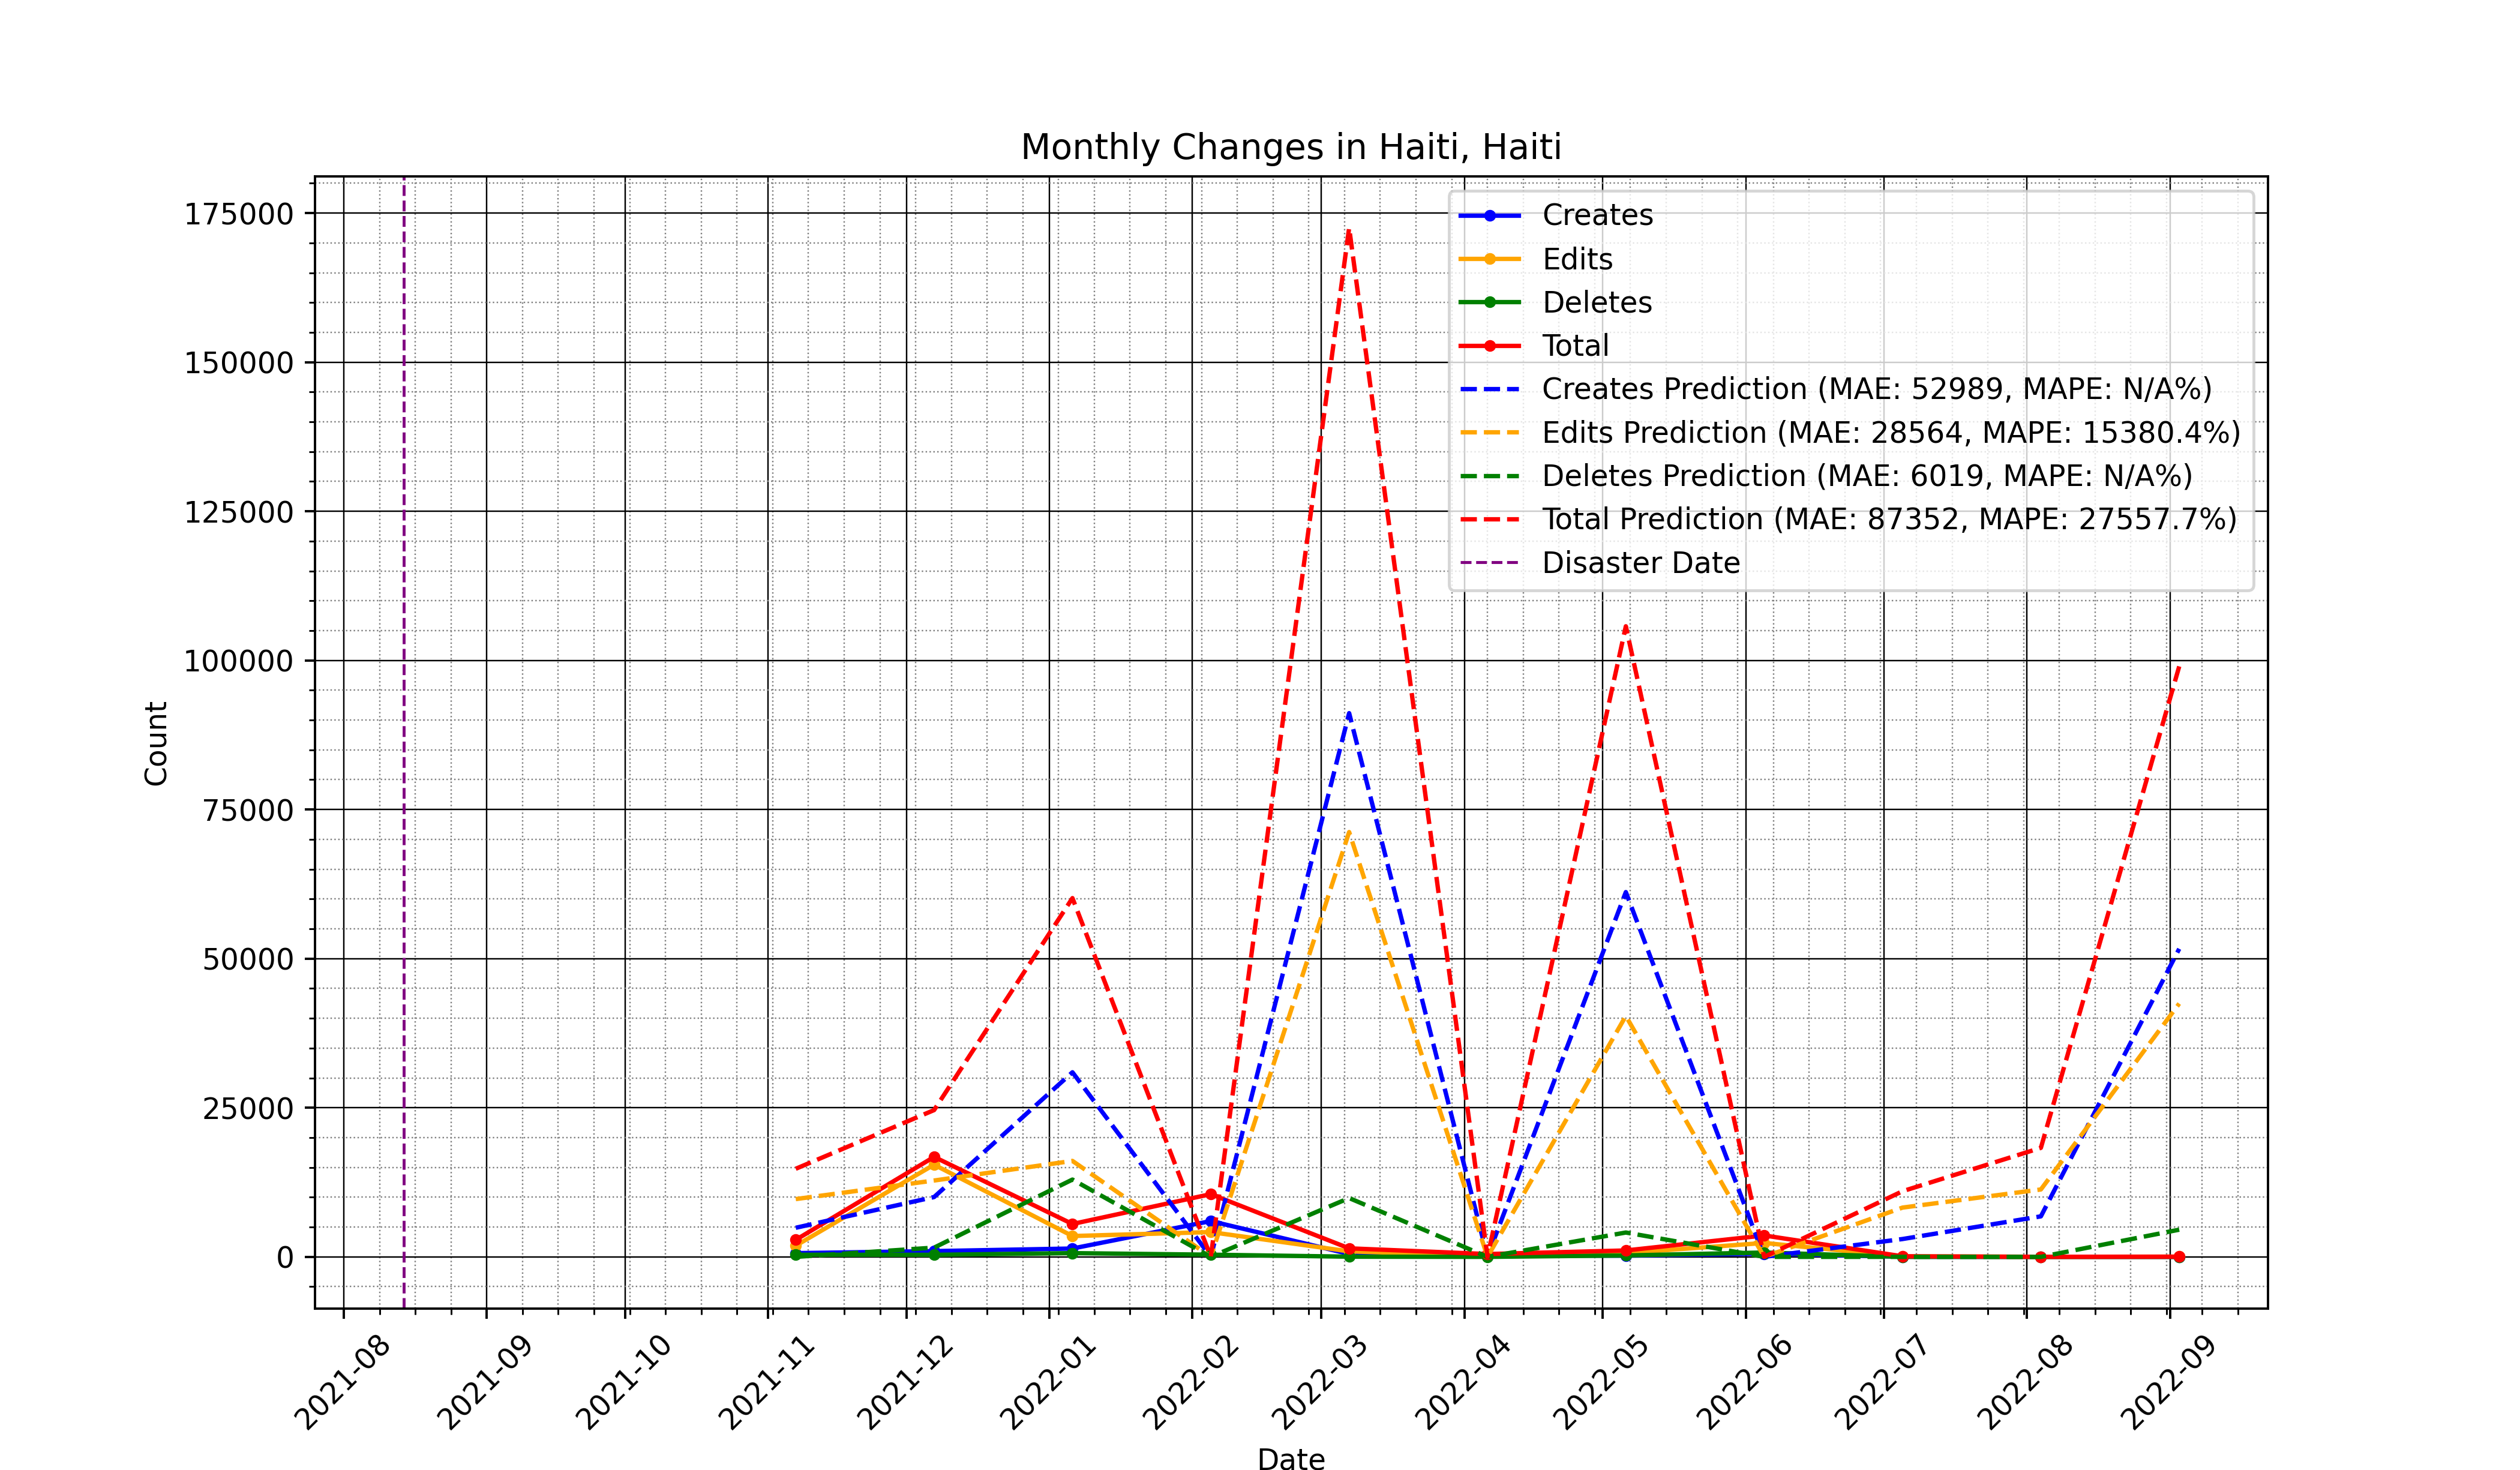 Monthly Changes in Haiti, Haiti
Count
175000
150000
125000
100000
75000
50000
25000
0
Creates
Edits
Deletes
Total
Creates Prediction (MAE: 52989, MAPE: N/A%)
Edits Prediction (MAE: 28564, MAPE: 15380.4%)
Deletes Prediction (MAE: 6019, MAPE: N/A%)
Total Prediction (MAE: 87352, MAPE: 27557.7%)
Disaster Date
2021-08
2021-09
2021-10
2021-11
2021-12
2022-01
2022-02
2022-03
2022-04
2022-05
2022-06
2022-07
2022-08
2022-09
Date